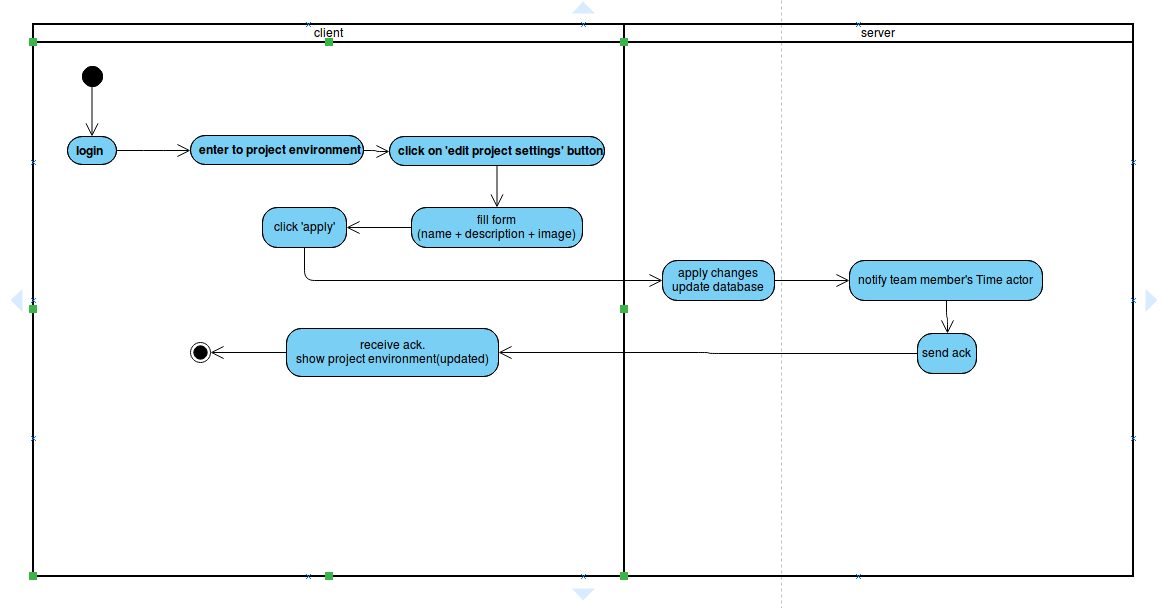 client
server
login
enter to project environment
click on 'edit project settings' button
click 'apply'
fill form
(name + description + image)
apply changes
update database
notify team member's Time actor
receive ack.
show project environment(updated)
send ack